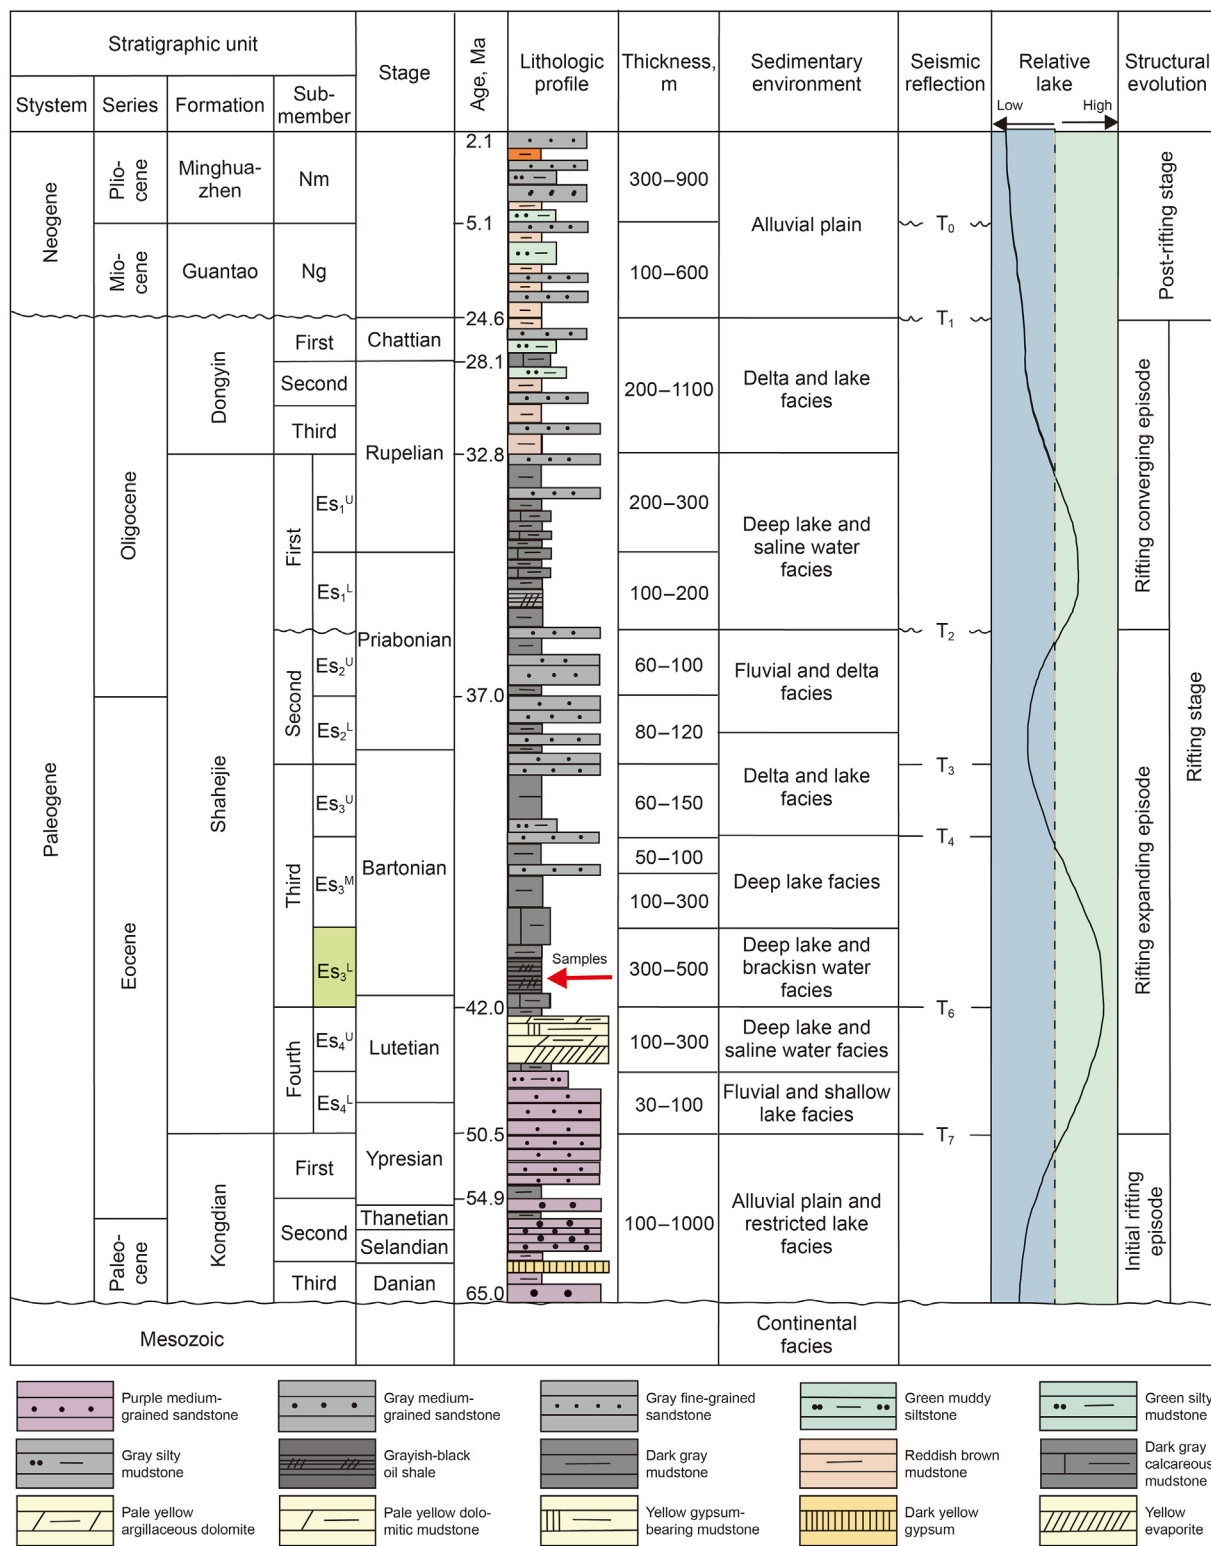 Stratigraphic unit
Stage
Age, Ma
Lithologic
profile
Thickness,
m
Sedimentary
environment
Seismic
reflection
Relative
lake
Structural
evolution
Stystem
Series
Formation
Sub-
member
Low
High
Neogene
Plio-
cene
Minghua-
zhen
Nm
2.1
300–900
Alluvial plain
Post-rifting stage
5.1
T0
Mio-
cene
Guantao
Ng
100–600
24.6
T1
Paleogene
Oligocene
Dongyin
First
Chattian
28.1
Second
200–1100
Delta and lake
facies
Rifting converging episode
Rifting stage
Third
Rupelian
32.8
Shahejie
First
Es1U
200–300
Deep lake and
saline water
facies
Es1L
100–200
Priabonian
T2
Second
Es2U
60–100
Fluvial and delta
facies
Rifting expanding episode
37.0
Eocene
Es2L
80–120
Delta and lake
facies
T3
Third
Es3U
60–150
Bartonian
T4
Es3M
50–100
Deep lake facies
100–300
Es3L
Samples
300–500
Deep lake and
brackisn water
facies
42.0
T6
Fourth
Es4U
Lutetian
100–300
Deep lake and
saline water facies
Es4L
30–100
Fluvial and shallow
lake facies
50.5
T7
Kongdian
First
Ypresian
54.9
100–1000
Alluvial plain and
restricted lake
facies
Initial rifting
episode
Paleo-
cene
Second
Thanetian
Selandian
Third
Danian
65.0
Mesozoic
Continental
facies
Purple medium-
grained sandstone
Gray medium-
grained sandstone
Gray fine-grained
sandstone
Green muddy
siltstone
Green silty
mudstone
Gray silty
mudstone
Grayish-black
oil shale
Dark gray
mudstone
Reddish brown
mudstone
Dark gray
calcareous
mudstone
Pale yellow
argillaceous dolomite
Pale yellow dolo-
mitic mudstone
Yellow gypsum-
bearing mudstone
Dark yellow
gypsum
Yellow
evaporite